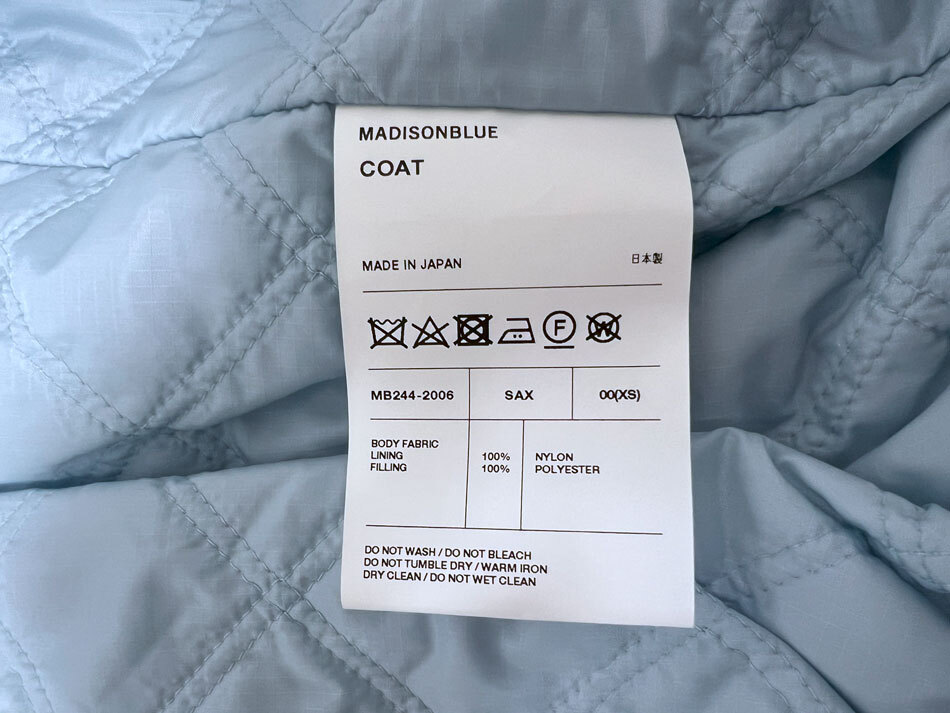 MADISONBLUE
COAT
MADE IN JAPAN 日本製
F W
MB244-2006 SAX 00(XS)
BODY FABRIC
LINING 100% NYLON
FILLING 100% POLYESTER
DO NOT WASH / DO NOT BLEACH
DO NOT TUMBLE DRY / WARM IRON
DRY CLEAN / DO NOT WET CLEAN